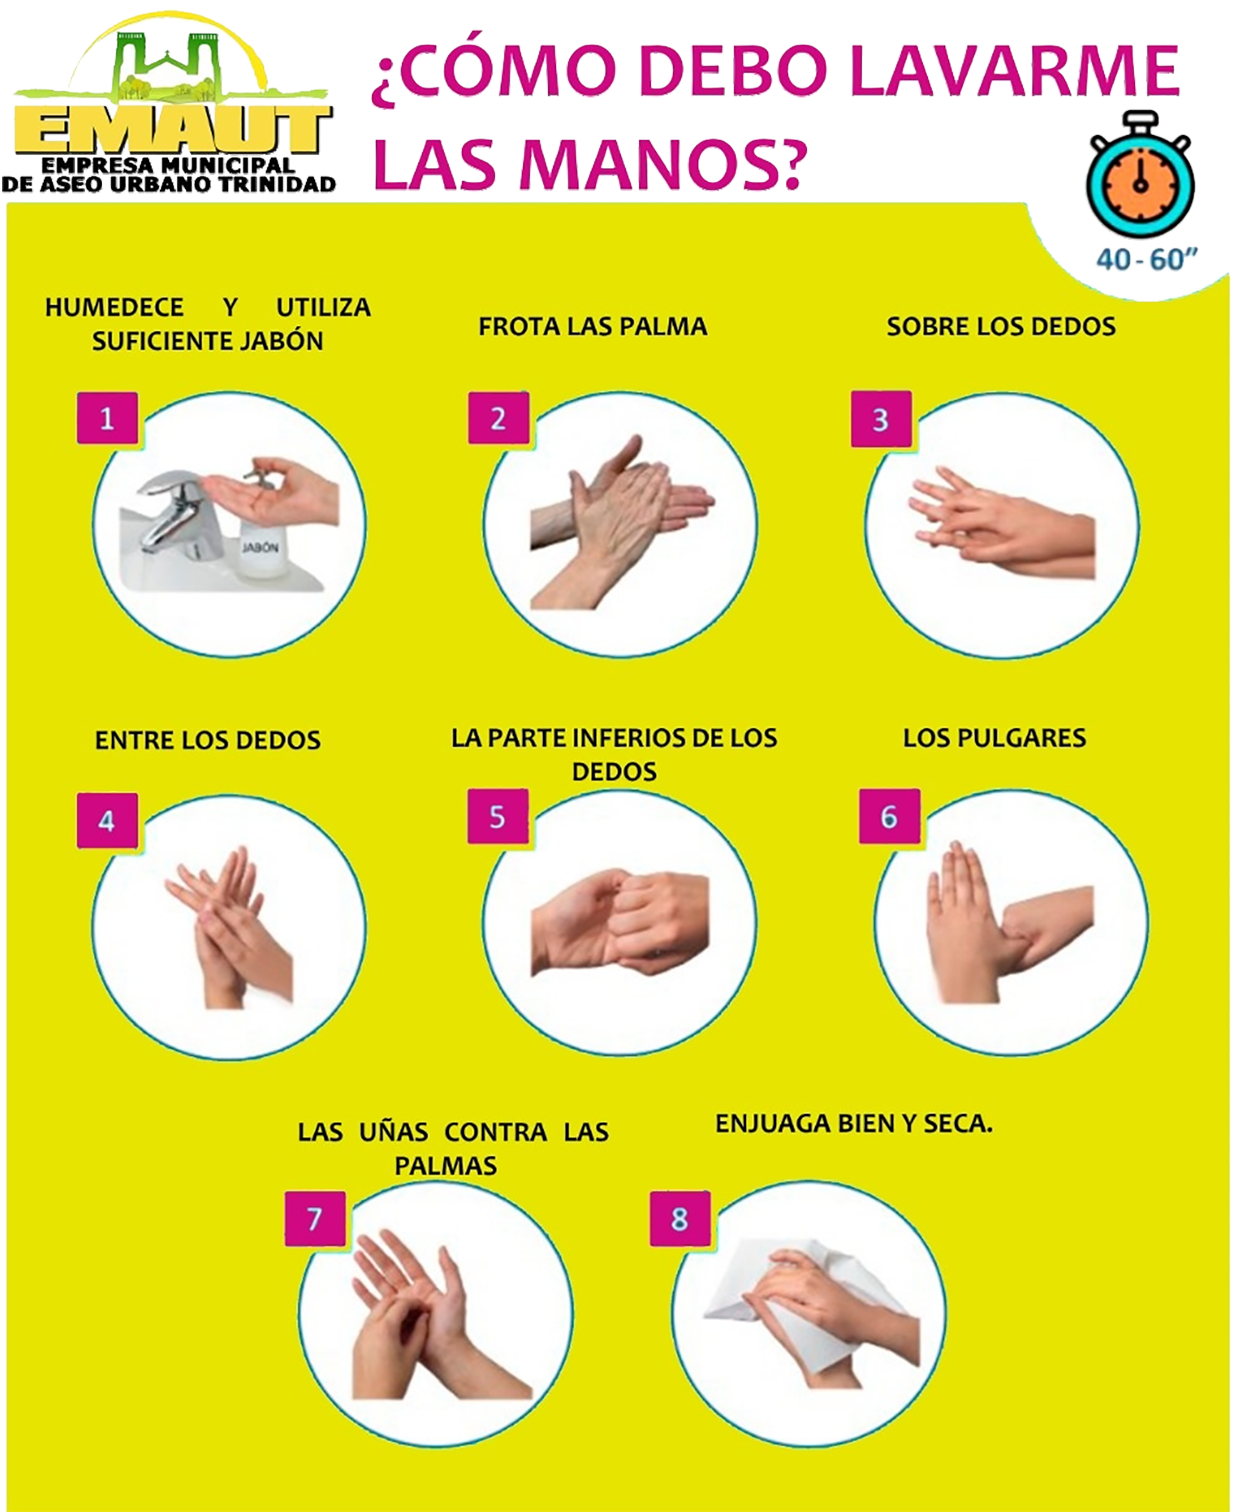 EMAUT
EMPRESA MUNICIPAL
DE ASEO URBANO TRINIDAD
¿CÓMO DEBO LAVARME
LAS MANOS?
40 - 60”
HUMEDECE Y UTILIZA
SUFICIENTE JABÓN
1
JABÓN
FROTA LAS PALMA
2
SOBRE LOS DEDOS
3
ENTRE LOS DEDOS
4
LA PARTE INFERIOS DE LOS
DEDOS
5
LOS PULGARES
6
LAS UÑAS CONTRA LAS
PALMAS
7
ENJUAGA BIEN Y SECA.
8